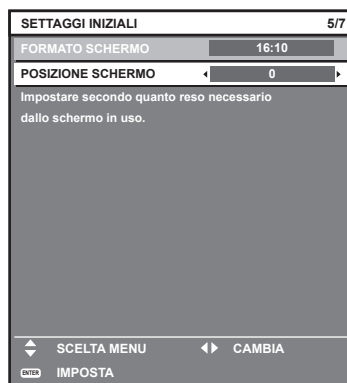 SETTAGGI INIZIALI 5/7
FORMATO SCHERMO 16:10
POSIZIONE SCHERMO 0
Impostare secondo quanto reso necessario
dallo schermo in uso.
SCELTA MENU CAMBIA
ENTER IMPOSTA